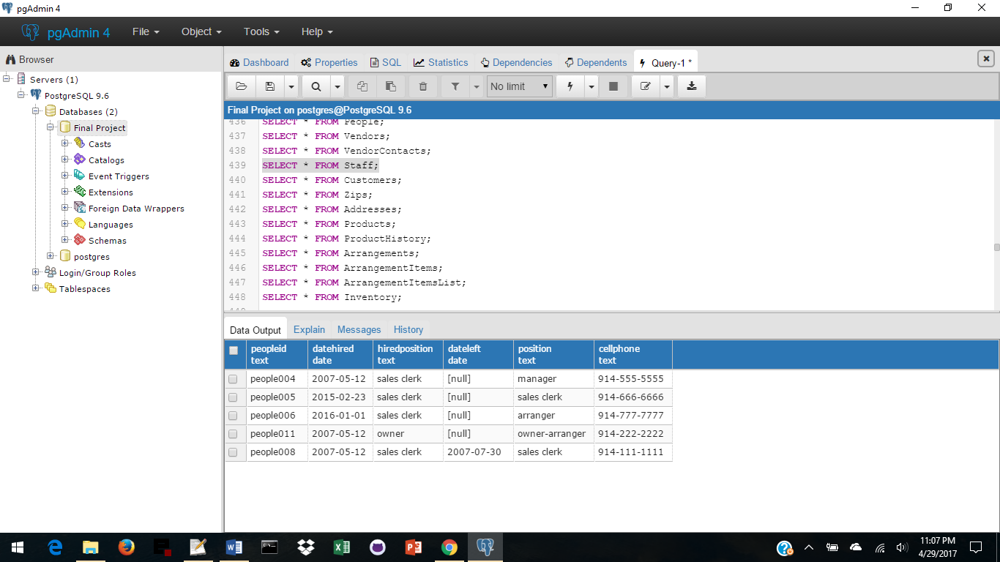 pgAdmin 4
pgAdmin 4 File Object Tools Help
Browser
Servers (1)
PostgreSQL 9.6
Databases (2)
Final Project
Casts
Catalogs
Event Triggers
Extensions
Foreign Data Wrappers
Languages
Schemas
postgres
Login/Group Roles
Tablespaces
Dashboard Properties SQL Statistics Dependencies Dependents Query-1 *
No limit
Final Project on postgres@PostgreSQL 9.6
436 SELECT * FROM People;
437 SELECT * FROM Vendors;
438 SELECT * FROM VendorContacts;
439 SELECT * FROM Staff;
440 SELECT * FROM Customers;
441 SELECT * FROM Zips;
442 SELECT * FROM Addresses;
443 SELECT * FROM Products;
444 SELECT * FROM ProductHistory;
445 SELECT * FROM Arrangements;
446 SELECT * FROM ArrangementItems;
447 SELECT * FROM ArrangementItemsList;
448 SELECT * FROM Inventory;
Data Output Explain Messages History
peopleid datehired hiredposition dateleft position cellphone
text date text date text text
people004 2007-05-12 sales clerk [null] manager 914-555-5555
people005 2015-02-23 sales clerk [null] sales clerk 914-666-6666
people006 2016-01-01 sales clerk [null] arranger 914-777-7777
people011 2007-05-12 owner [null] owner-arranger 914-222-2222
people008 2007-05-12 sales clerk 2007-07-30 sales clerk 914-111-1111
11:07 PM
4/29/2017